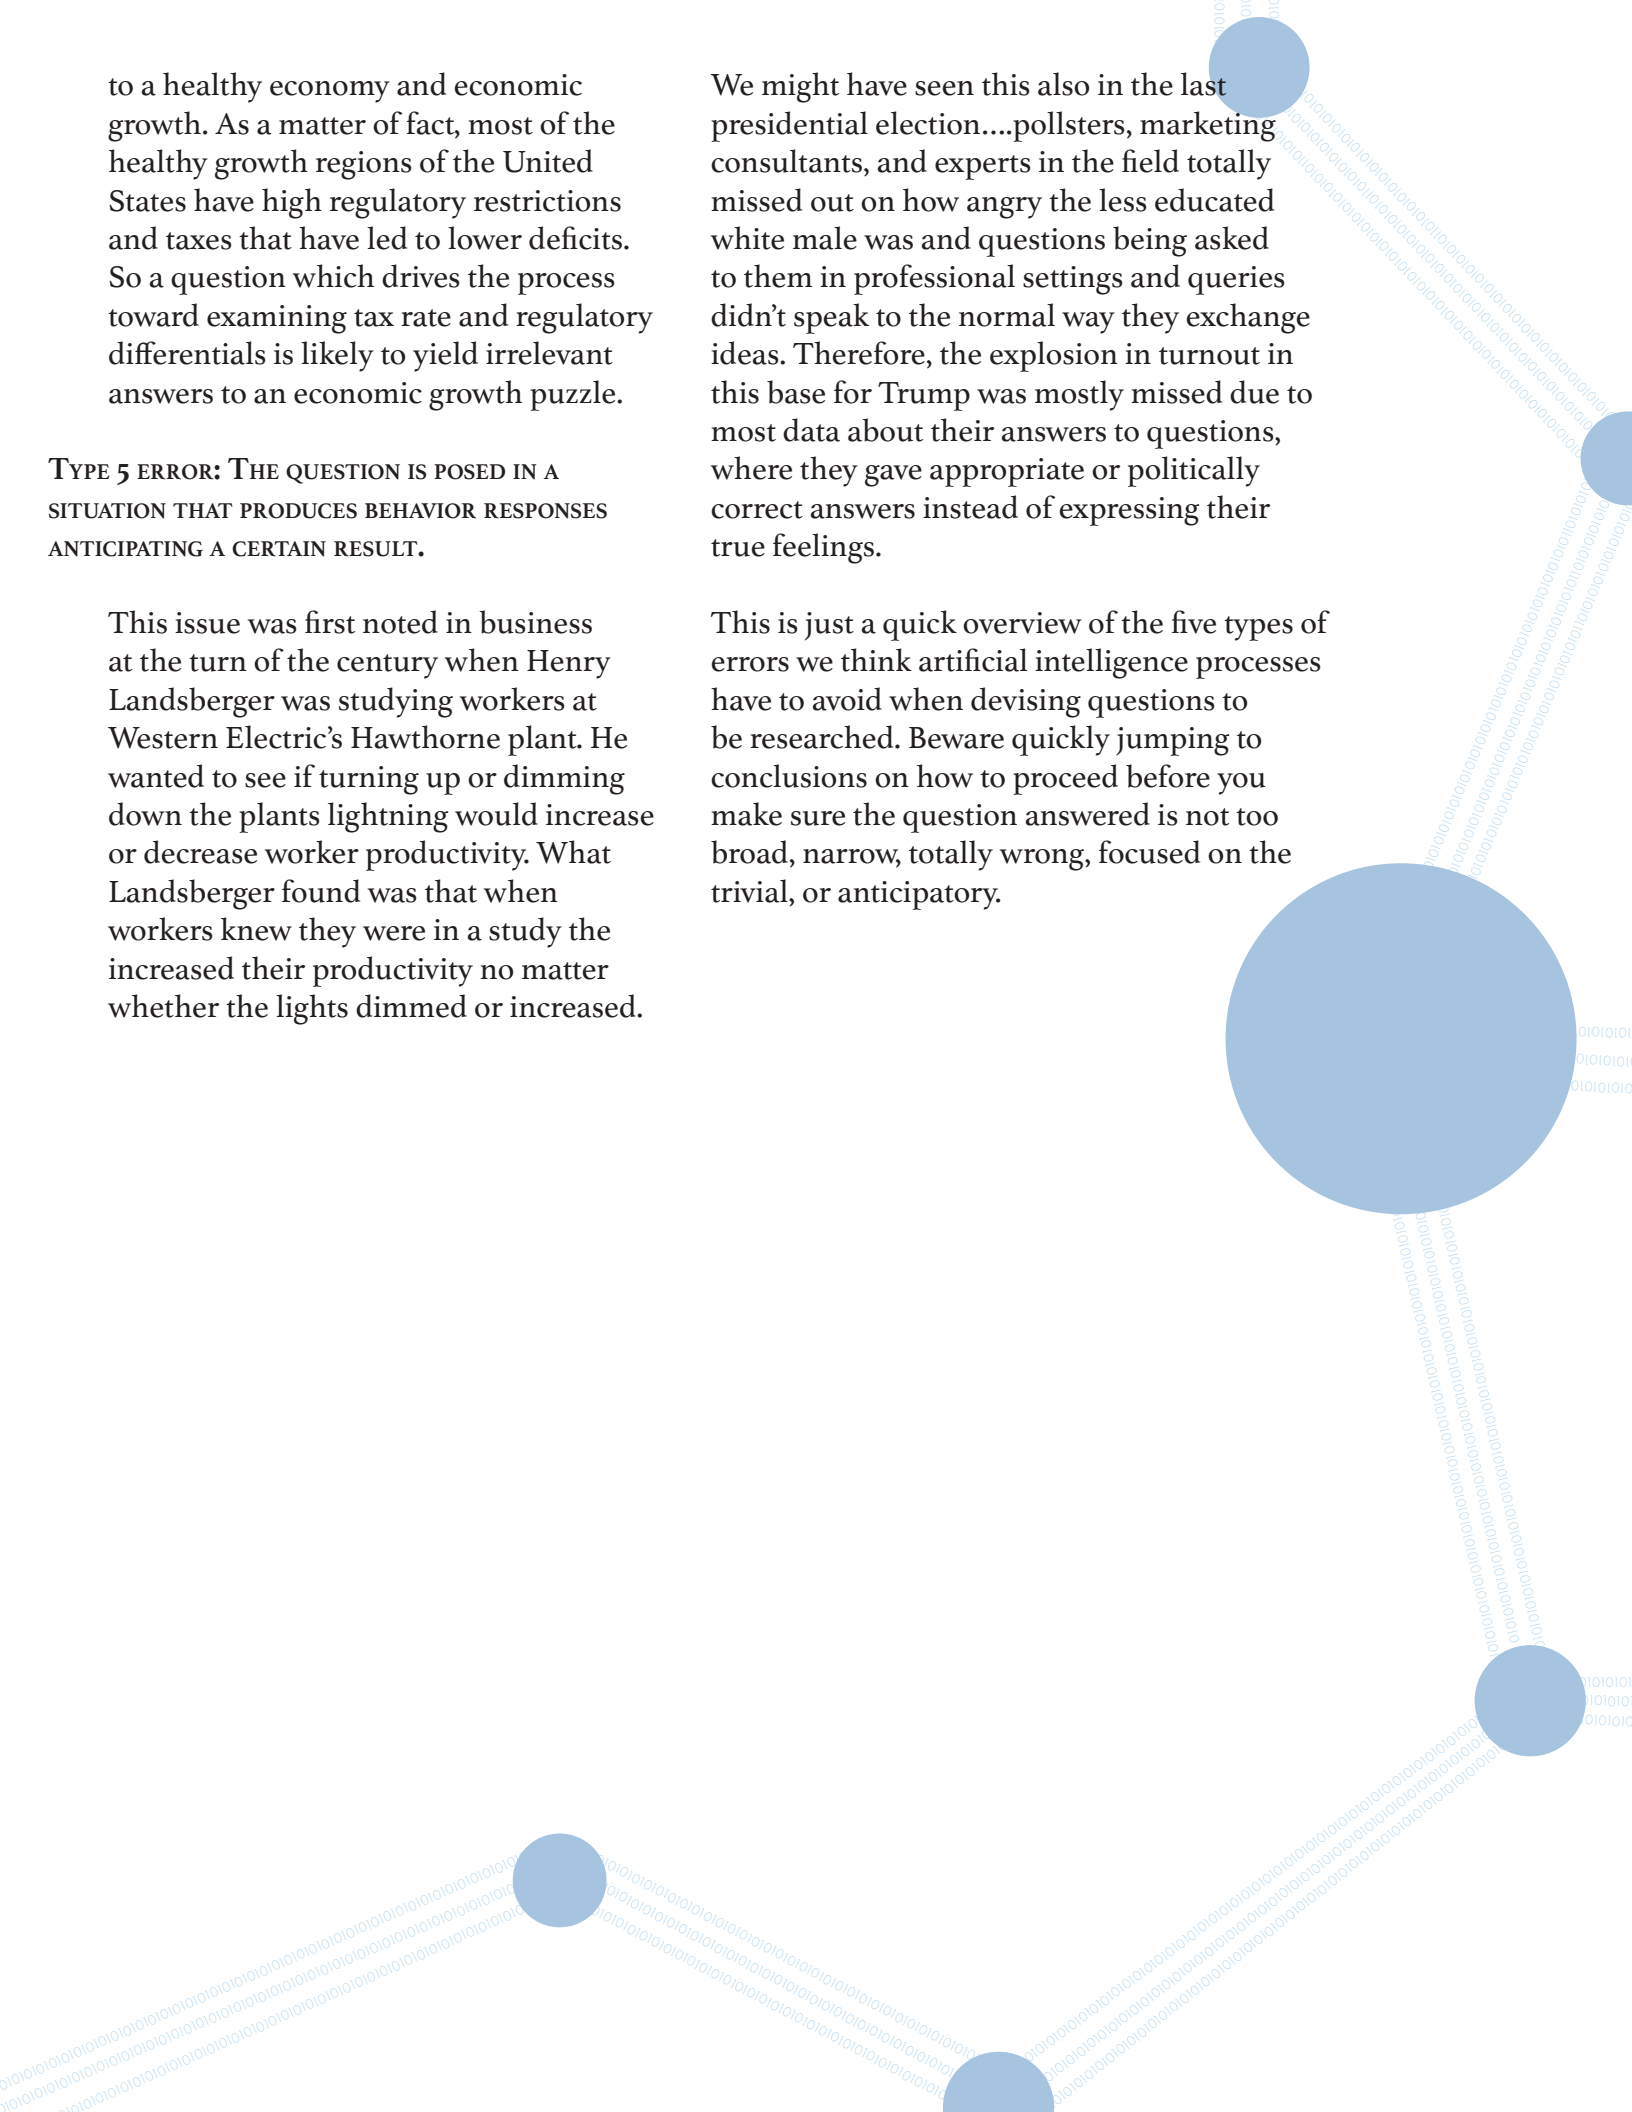 to a healthy economy and economic
growth. As a matter of fact, most of the
healthy growth regions of the United
States have high regulatory restrictions
and taxes that have led to lower deficits.
So a question which drives the process
toward examining tax rate and regulatory
differentials is likely to yield irrelevant
answers to an economic growth puzzle.
Type 5 error: The question is posed in a
situation that produces behavior responses
anticipating a certain result.
This issue was first noted in business
at the turn of the century when Henry
Landsberger was studying workers at
Western Electric’s Hawthorne plant. He
wanted to see if turning up or dimming
down the plants lightning would increase
or decrease worker productivity. What
Landsberger found was that when
workers knew they were in a study the
increased their productivity no matter
whether the lights dimmed or increased.
We might have seen this also in the last
presidential election….pollsters, marketing
consultants, and experts in the field totally
missed out on how angry the less educated
white male was and questions being asked
to them in professional settings and queries
didn’t speak to the normal way they exchange
ideas. Therefore, the explosion in turnout in
this base for Trump was mostly missed due to
most data about their answers to questions,
where they gave appropriate or politically
correct answers instead of expressing their
true feelings.
This is just a quick overview of the five types of
errors we think artificial intelligence processes
have to avoid when devising questions to
be researched. Beware quickly jumping to
conclusions on how to proceed before you
make sure the question answered is not too
broad, narrow, totally wrong, focused on the
trivial, or anticipatory.